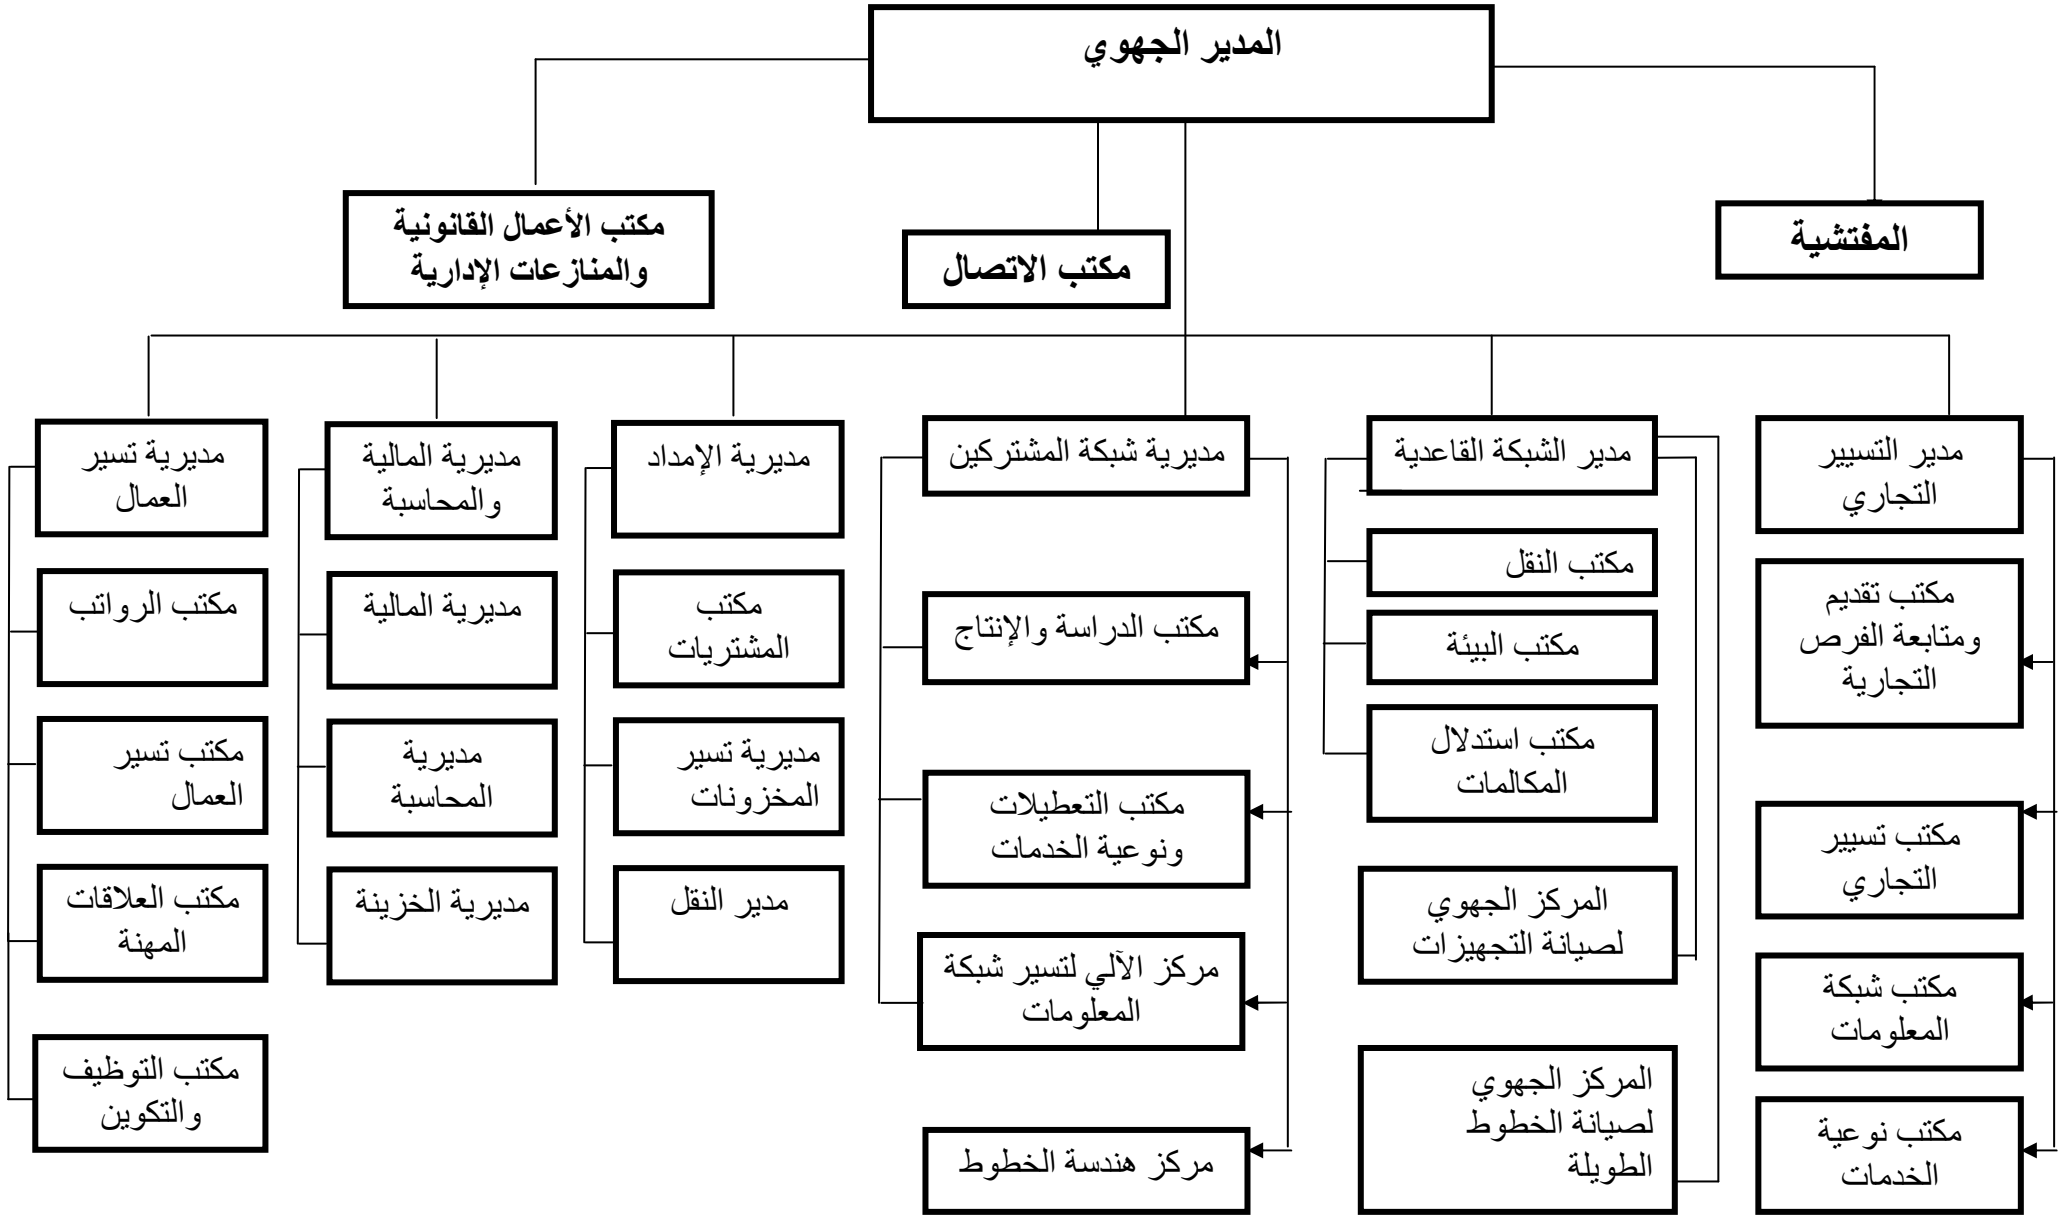 المدير الجهوي
المفتشية
مكتب الاتصال
مكتب الأعمال القانونية
والمنازعات الإدارية
مدير التسيير
التجاري
مكتب تقديم
ومتابعة الفرص
التجارية
مكتب تسيير
التجاري
مكتب شبكة
المعلومات
مكتب نوعية
الخدمات
مدير الشبكة القاعدية
مكتب النقل
مكتب البيئة
مكتب استدلال
المكالمات
المركز الجهوي
لصيانة التجهيزات
المركز الجهوي
لصيانة الخطوط
الطويلة
مديرية شبكة المشتركين
مكتب الدراسة والإنتاج
مكتب التعطيلات
ونوعية الخدمات
مركز الآلي لتسير شبكة
المعلومات
مركز هندسة الخطوط
مديرية الإمداد
مكتب
المشتريات
مديرية تسير
المخزونات
مدير النقل
مديرية المالية
والمحاسبة
مديرية المالية
مديرية
المحاسبة
مديرية الخزينة
مديرية تسير
العمال
مكتب الرواتب
مكتب تسير
العمال
مكتب العلاقات
المهنة
مكتب التوظيف
والتكوين